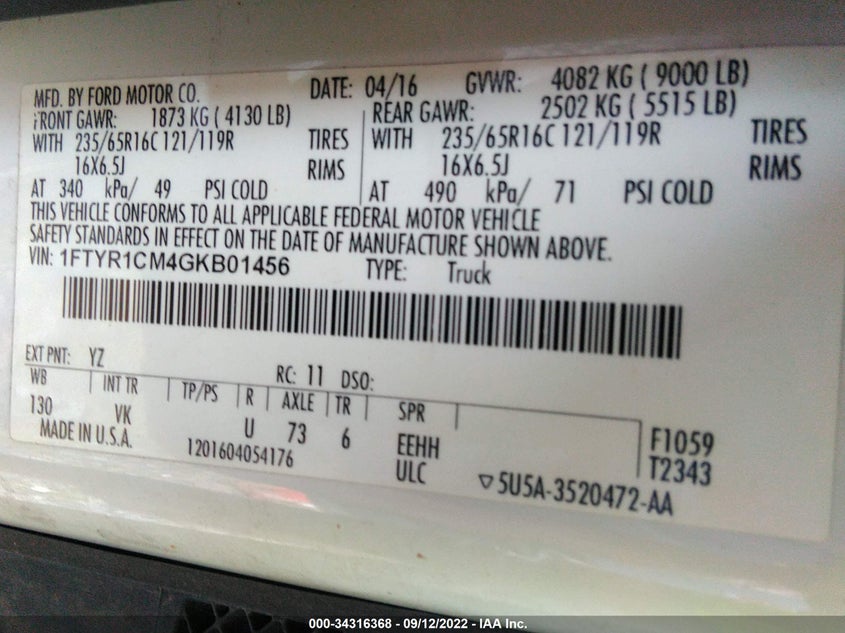 MFD. BY FORD MOTOR CO. DATE: 04/16 GVWR: 4082 KG ( 9000 LB)
FRONT GAWR: 1873 KG ( 4130 LB) REAR GAWR: 2502 KG ( 5515 LB)
WITH 235/65R16C 121/119R TIRES WITH 235/65R16C 121/119R TIRES
16X6.5J RIMS 16X6.5J RIMS
AT 340 kPa/ 49 PSI COLD AT 490 kPa/ 71 PSI COLD
THIS VEHICLE CONFORMS TO ALL APPLICABLE FEDERAL MOTOR VEHICLE
SAFETY STANDARDS IN EFFECT ON THE DATE OF MANUFACTURE SHOWN ABOVE.
VIN: 1FTYR1CM4GKB01456 TYPE: Truck
EXT PNT: YZ RC: 11 DSO:
WB INT TR TP/PS R AXLE TR SPR
130 VK U 73 6 EEHH F1059
MADE IN U.S.A. 1201604054176 ULC T2343
▽5U5A-3520472-AA
000-34316368 - 09/12/2022 - IAA Inc.